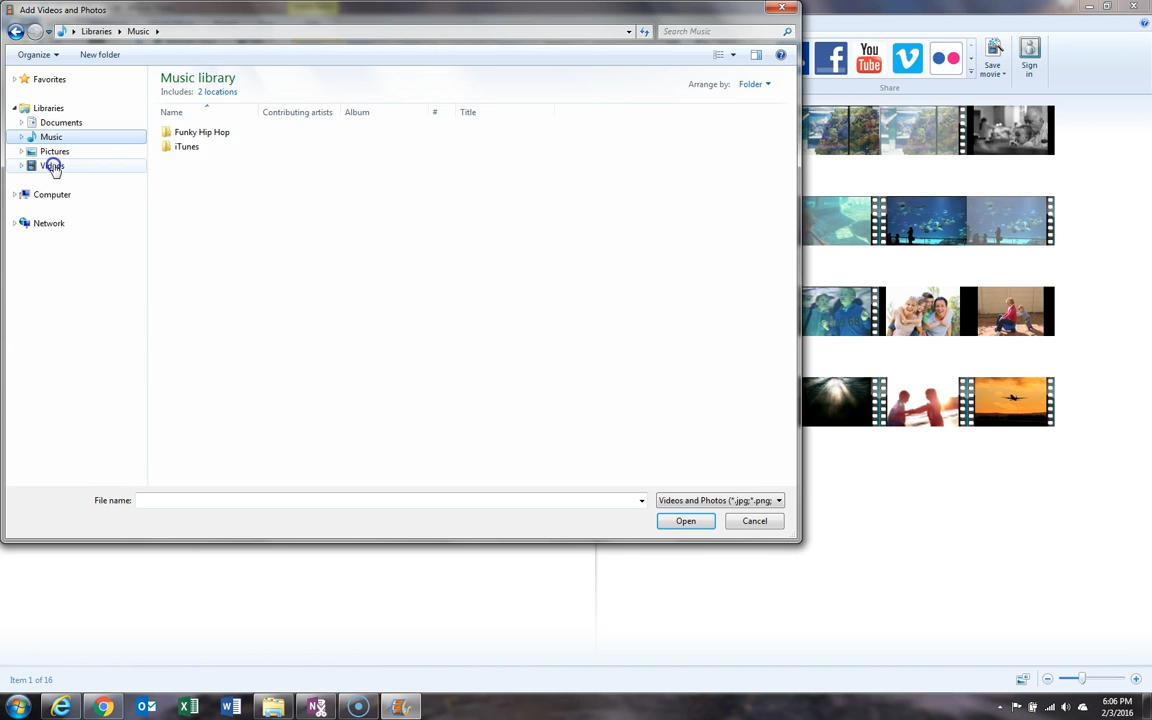 Add Videos and Photos
Libraries
Music
Search Music
Organize
New folder
Favorites
Libraries
Documents
Music
Pictures
Videos
Computer
Network
Music library
Includes: 2 locations
Arrange by: Folder
Name
Contributing artists
Album
#
Title
Funky Hip Hop
iTunes
File name:
Videos and Photos (*.jpg;*.png;
Open
Cancel
You
Tube
Save
movie
Sign
in
Share
Item 1 of 16
6:06 PM
2/3/2016